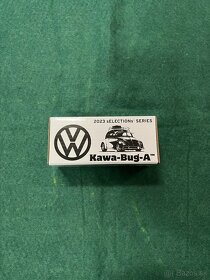 2023 sELECTIONs™ SERIES
Kawa-Bug-A™